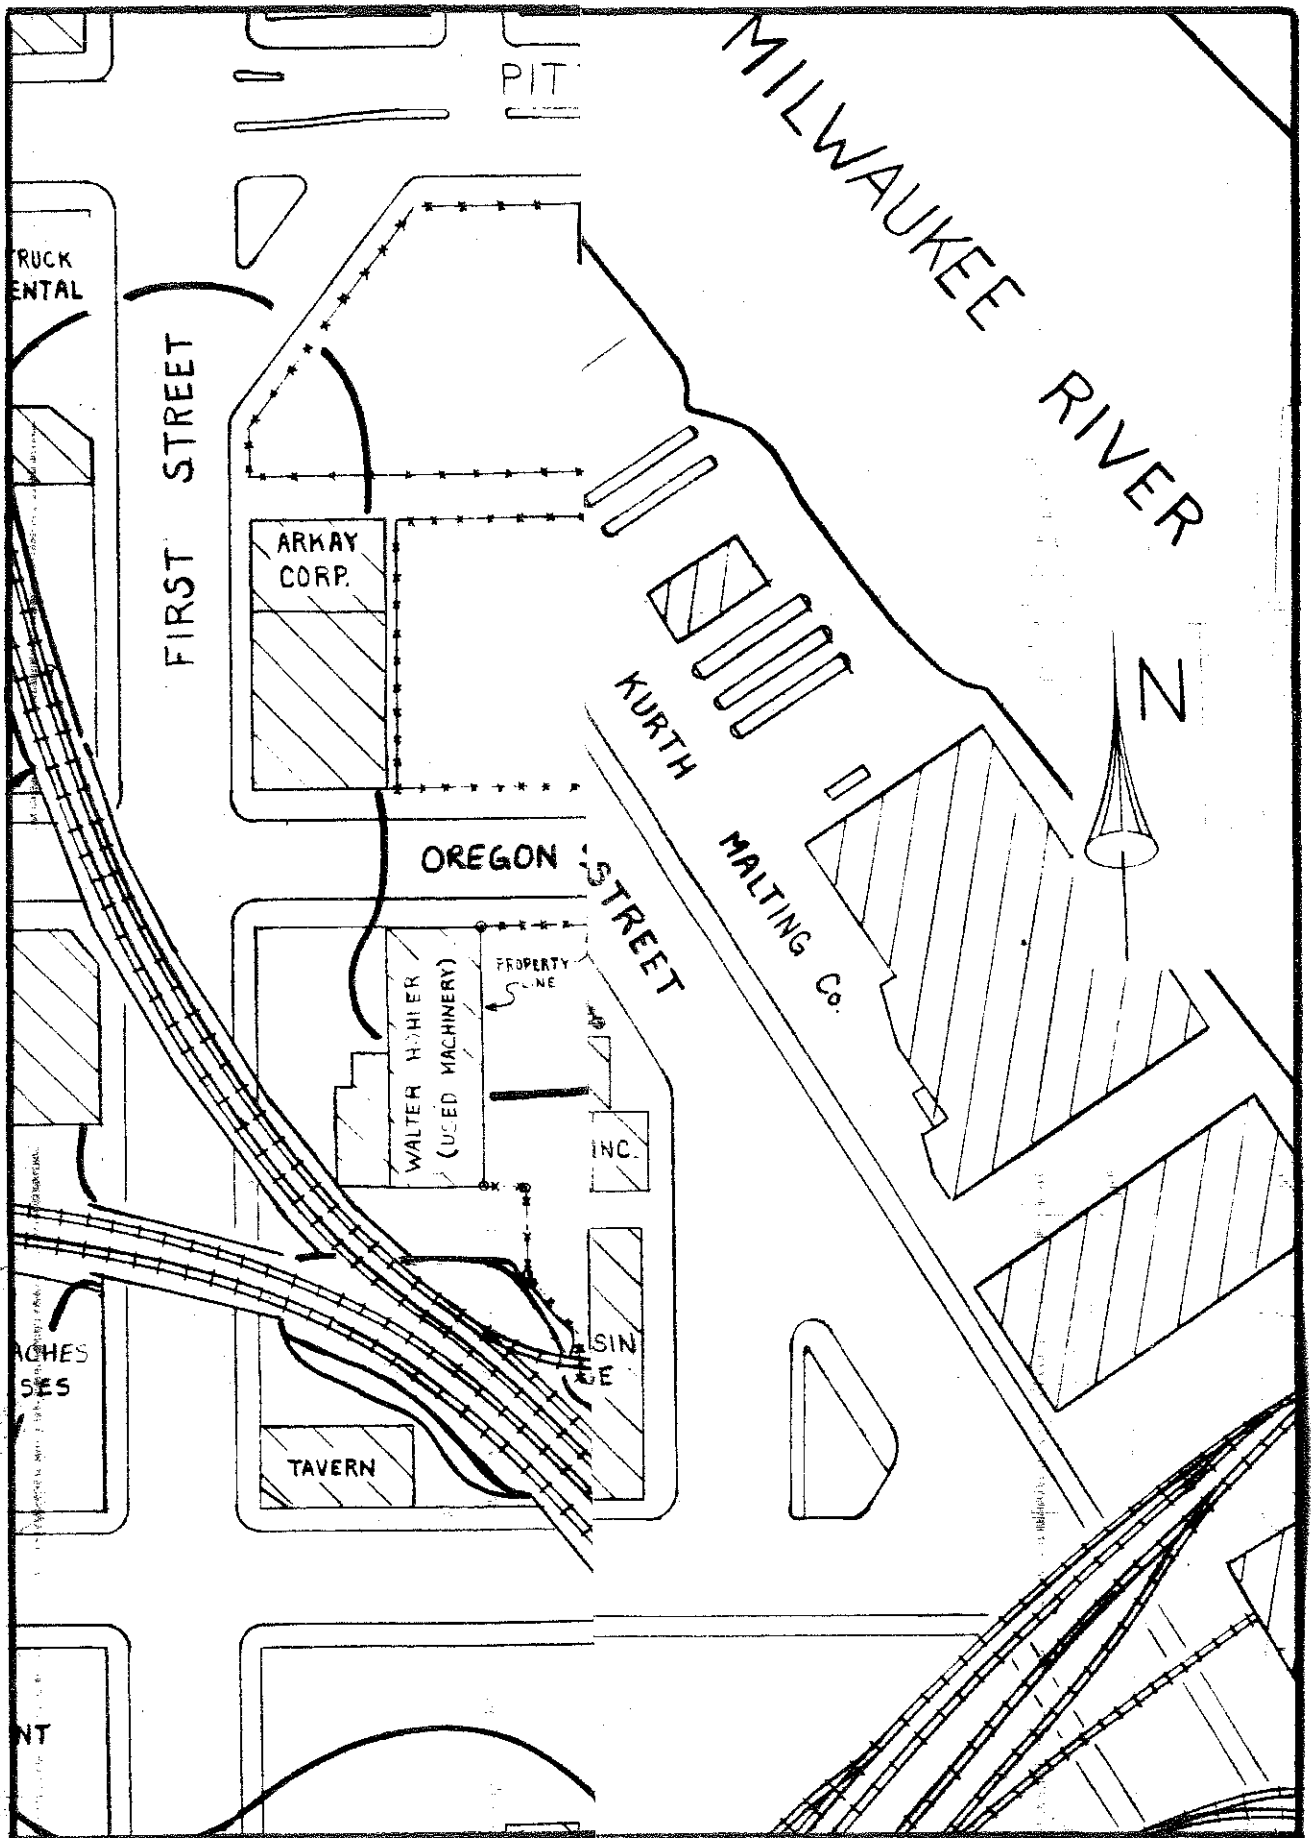 PIT
MILWAUKEE
RIVER
RUCK
ENTAL
FIRST STREET
ARKAY
CORP.
N
KURTH
MALTING Co.
OREGON
STREET
PROPERTY
WALTER
(USED MACHINERY)
INC.
SIN
E
ACHES
SES
TAVERN
NT